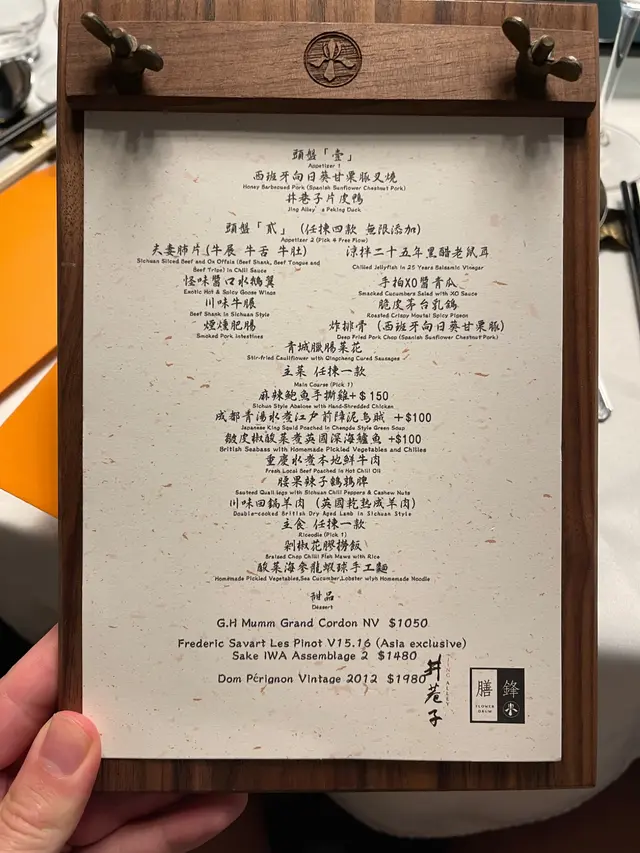 頭盤「壹」
Appetizer 1
西班牙向日葵甘栗豚叉燒
Honey Barbecued Pork (Spanish Sunflower Chestnut Pork)
井巷子片皮鴨
Jing Alley's Peking Duck
頭盤「貳」(任揀四款 無限添加)
Appetizer 2 (Pick 4 Free Flow)
夫妻肺片 (牛𦟌 牛舌 牛肚)
Sichuan Sliced Beef and Ox Offals (Beef Shank, Beef Tongue and
Beef Tripe) in Chili Sauce
涼拌二十五年黑醋老鼠耳
Chilled Jellyfish in 25 Years Balsamic Vinegar
怪味醬口水鵝翼
Exotic Hot & Spicy Goose Wings
手拍XO醬青瓜
Smacked Cucumbers Salad with XO Sauce
川味牛𦟌
Beef Shank in Sichuan Style
脆皮茅台乳鴿
Roasted Crispy Moutai Spicy Pigeon
煙燻肥腸
Smoked Pork Intestines
炸排骨 (西班牙向日葵甘栗豚)
Deep Fried Pork Chop (Spanish Sunflower Chestnut Pork)
青城臘腸菜花
Stir-fried Cauliflower with Qingcheng Cured Sausages
主菜 任揀一款
Main Course (Pick 1)
麻辣鮑魚手撕雞+$150
Sichuan Style Abalone with Hand-Shredded Chicken
成都青湯水煮江戶前障泥烏賊 +$100
Japanese King Squid Poached in Chengdu Style Green Soup
皺皮椒酸菜煮英國深海鱸魚 +$100
British Seabass with Homemade Pickled Vegetables and Chilies
重慶水煮本地鮮牛肉
Fresh Local Beef Poached in Hot Chili Oil
腰果辣子鵪鶉脾
Sauteed Quail legs with Sichuan Chili Peppers & Cashew Nuts
川味回鍋羊肉 (英國乾熟成羊肉)
Double-cooked British Dry Aged Lamb in Sichuan Style
主食 任揀一款
Riceodle (Pick 1)
剁椒花膠撈飯
Braised Chop Chilli Fish Maws with Rice
酸菜海參龍蝦球手工麵
Homemade Pickled Vegetables,Sea Cucumber,Lobster wiyh Homemade Noodle
甜品
Dessert
G.H Mumm Grand Cordon NV $1050
Frederic Savart Les Pinot V15.16 (Asia exclusive)
Sake IWA Assemblage 2 $1480
Dom Pérignon Vintage 2012 $1980
井巷子
JING ALLEY
膳鋒
FLOWER
DRUM